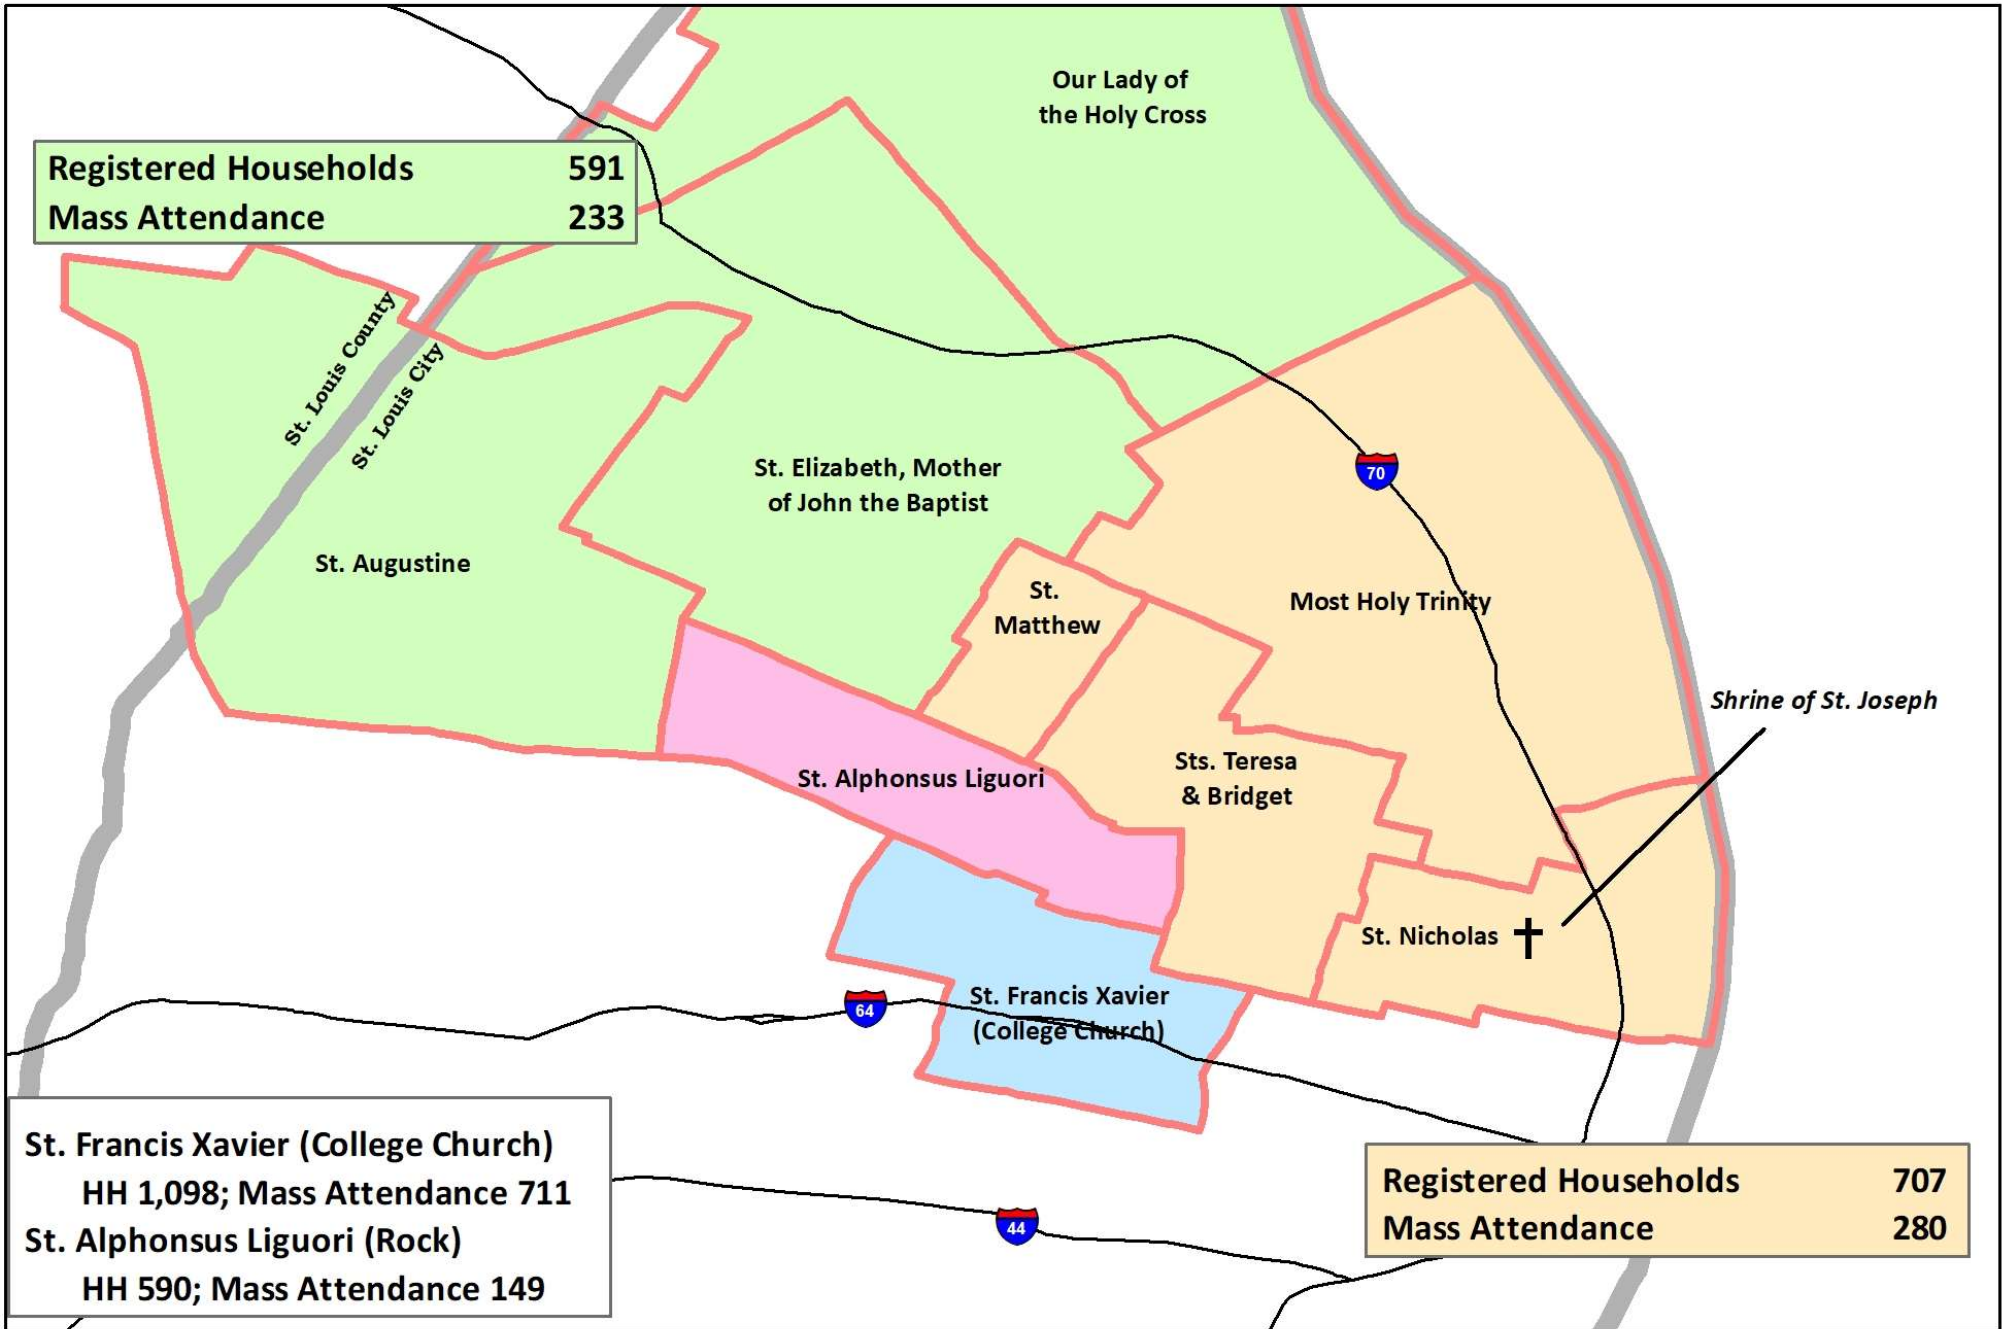 Our Lady of
the Holy Cross
Registered Households 591
Mass Attendance 233
St. Louis County
St. Louis City
St. Elizabeth, Mother
of John the Baptist
70
St. Augustine
St.
Matthew
Most Holy Trinity
Shrine of St. Joseph
Sts. Teresa
& Bridget
St. Alphonsus Liguori
St. Nicholas
64
St. Francis Xavier
(College Church)
St. Francis Xavier (College Church)
HH 1,098; Mass Attendance 711
St. Alphonsus Liguori (Rock)
HH 590; Mass Attendance 149
44
Registered Households 707
Mass Attendance 280